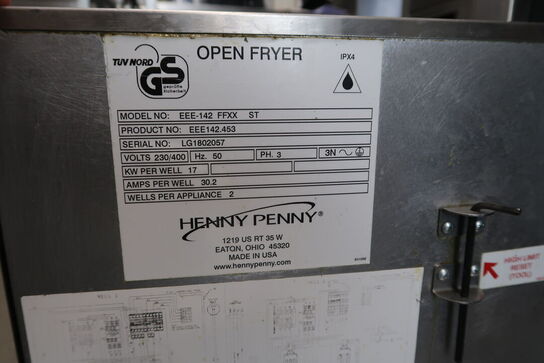 TUV NORD
GS
geprüfte
Sicherheit
OPEN FRYER
IPX4
MODEL NO: EEE-142 FFXX ST
PRODUCT NO: EEE142.453
SERIAL NO: LG1802057
VOLTS 230/400 Hz. 50 PH. 3 3N
KW PER WELL 17
AMPS PER WELL 30.2
WELLS PER APPLIANCE 2
HENNY PENNY®
1219 US RT 35 W
EATON, OHIO 45320
MADE IN USA
www.hennypenny.com
HIGH LIMIT
RESET
(TOOL)